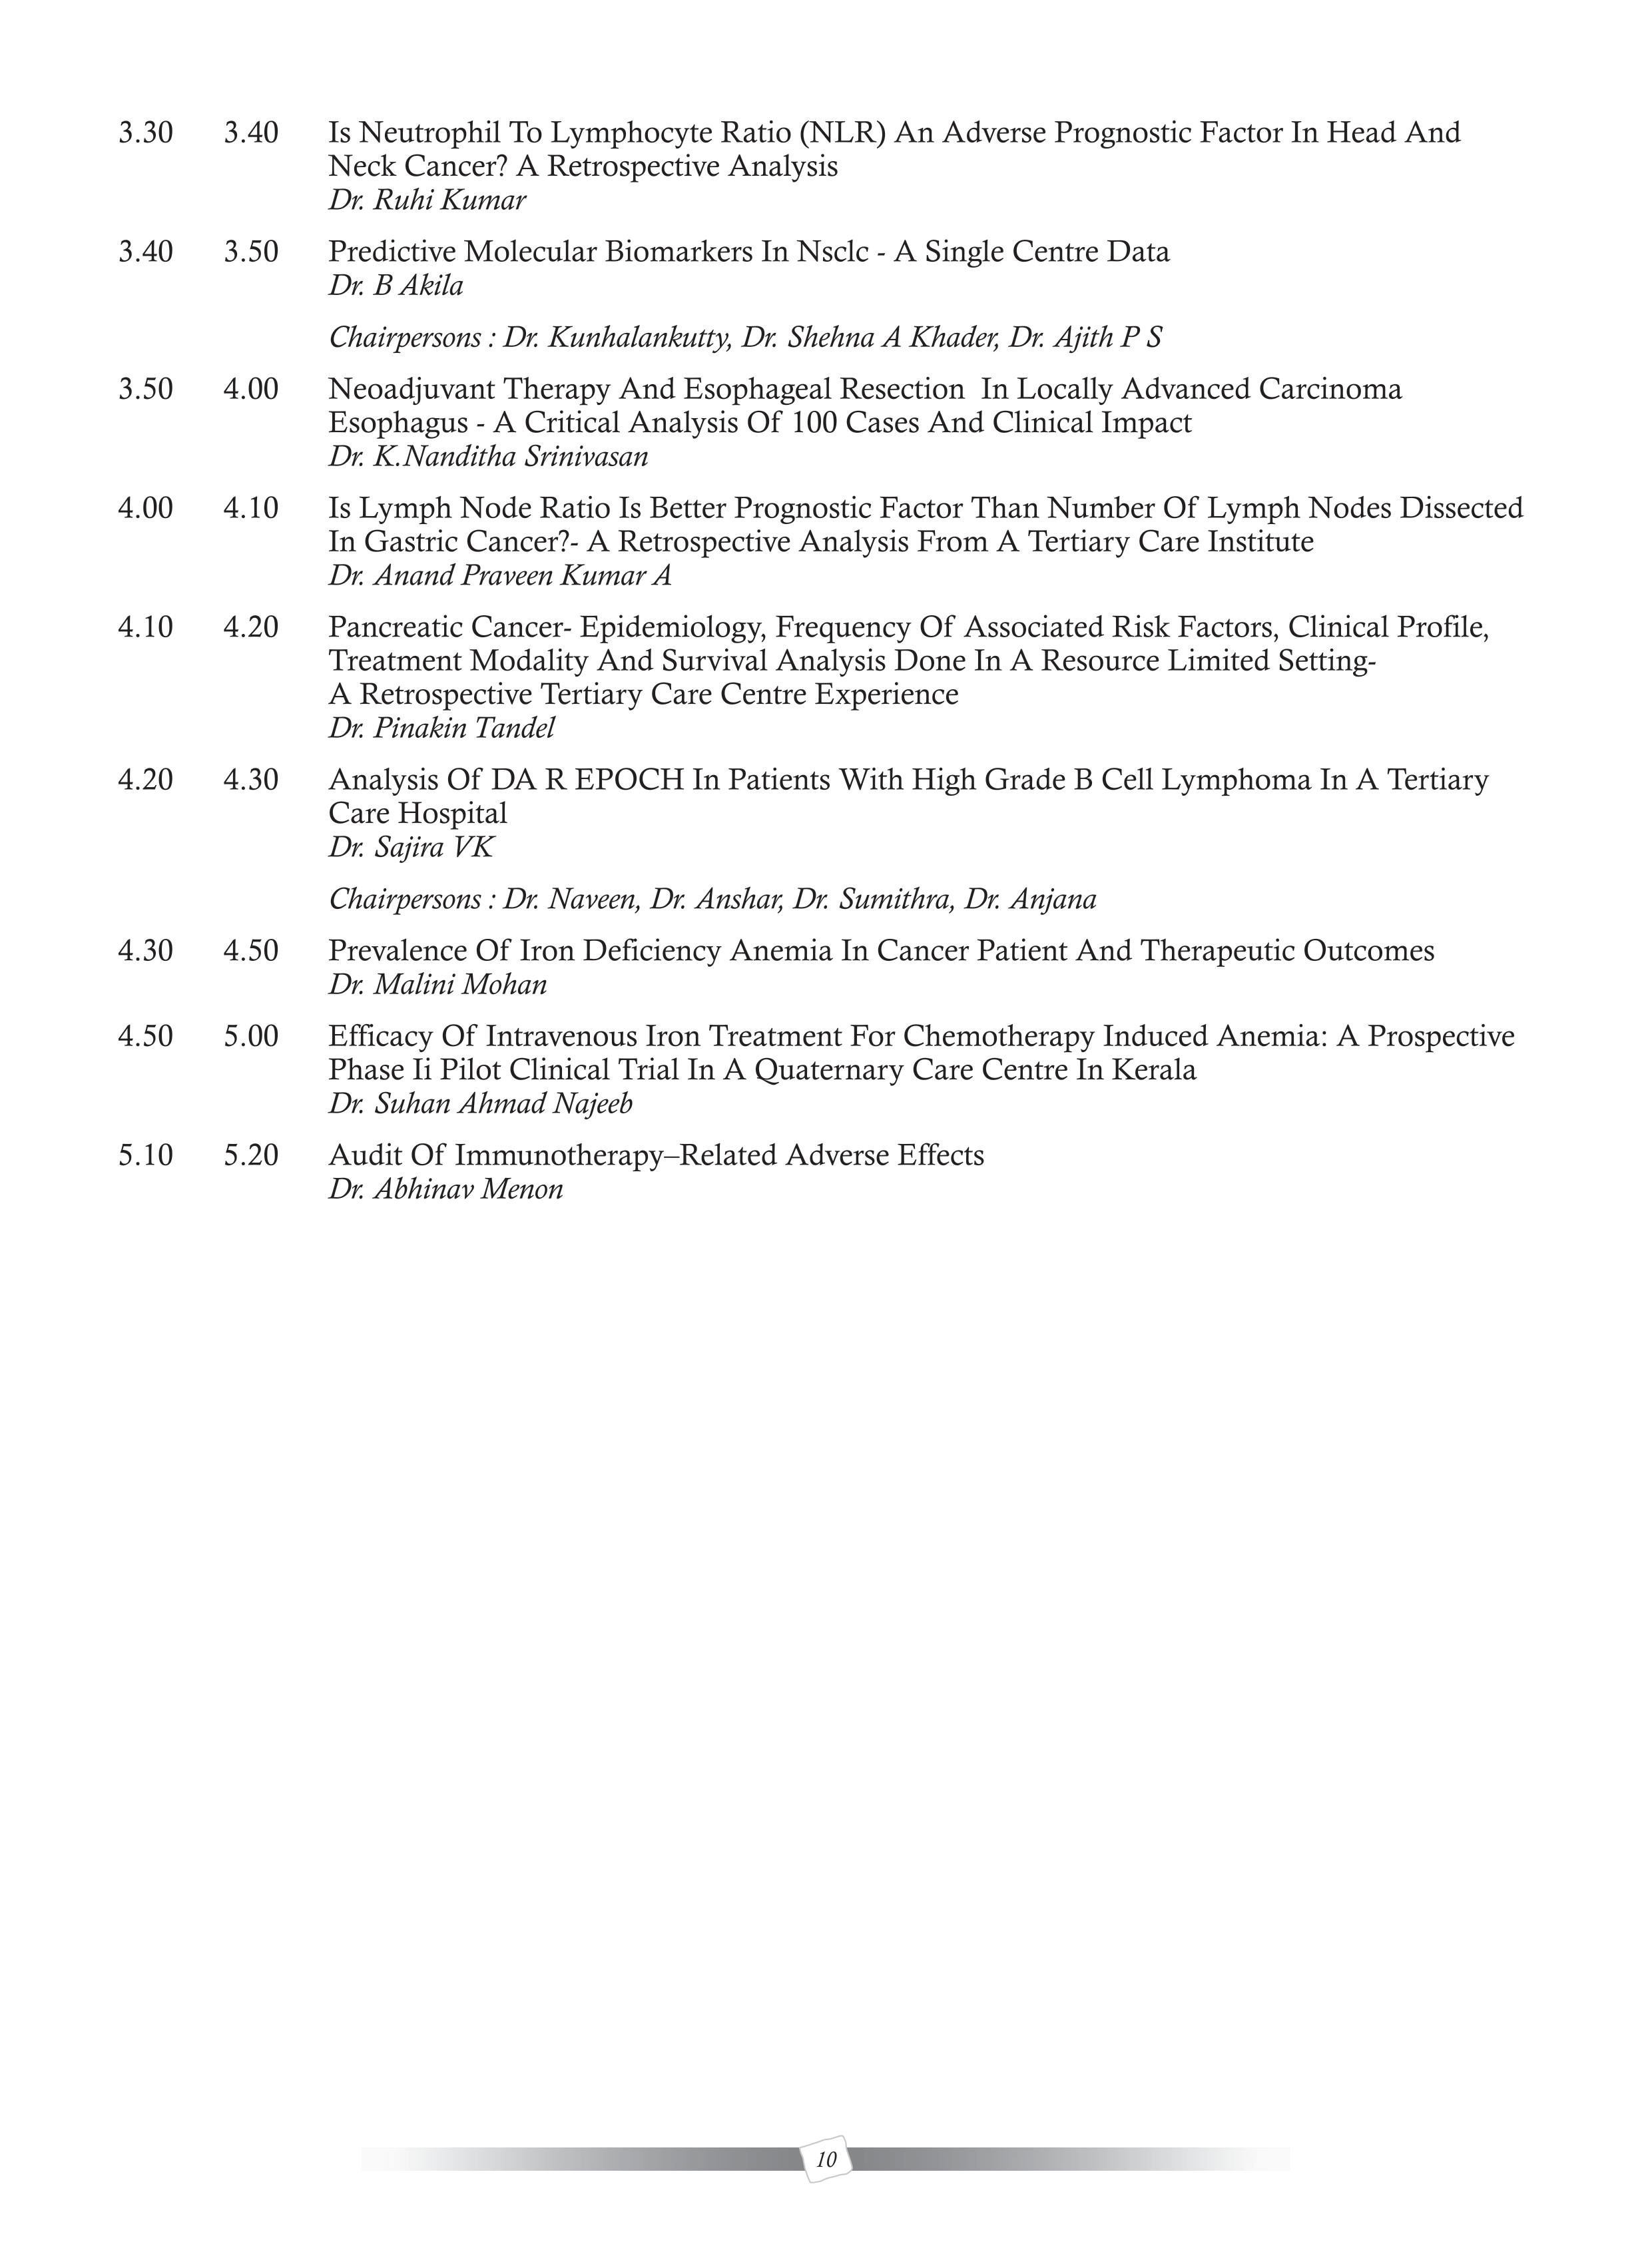 3.30 3.40 Is Neutrophil To Lymphocyte Ratio (NLR) An Adverse Prognostic Factor In Head And
Neck Cancer? A Retrospective Analysis
Dr. Ruhi Kumar
3.40 3.50 Predictive Molecular Biomarkers In Nsclc - A Single Centre Data
Dr. B Akila
Chairpersons : Dr. Kunhalankutty, Dr. Shehna A Khader, Dr. Ajith P S
3.50 4.00 Neoadjuvant Therapy And Esophageal Resection In Locally Advanced Carcinoma
Esophagus - A Critical Analysis Of 100 Cases And Clinical Impact
Dr. K.Nanditha Srinivasan
4.00 4.10 Is Lymph Node Ratio Is Better Prognostic Factor Than Number Of Lymph Nodes Dissected
In Gastric Cancer?- A Retrospective Analysis From A Tertiary Care Institute
Dr. Anand Praveen Kumar A
4.10 4.20 Pancreatic Cancer- Epidemiology, Frequency Of Associated Risk Factors, Clinical Profile,
Treatment Modality And Survival Analysis Done In A Resource Limited Setting-
A Retrospective Tertiary Care Centre Experience
Dr. Pinakin Tandel
4.20 4.30 Analysis Of DA R EPOCH In Patients With High Grade B Cell Lymphoma In A Tertiary
Care Hospital
Dr. Sajira VK
Chairpersons : Dr. Naveen, Dr. Anshar, Dr. Sumithra, Dr. Anjana
4.30 4.50 Prevalence Of Iron Deficiency Anemia In Cancer Patient And Therapeutic Outcomes
Dr. Malini Mohan
4.50 5.00 Efficacy Of Intravenous Iron Treatment For Chemotherapy Induced Anemia: A Prospective
Phase Ii Pilot Clinical Trial In A Quaternary Care Centre In Kerala
Dr. Suhan Ahmad Najeeb
5.10 5.20 Audit Of Immunotherapy–Related Adverse Effects
Dr. Abhinav Menon
10